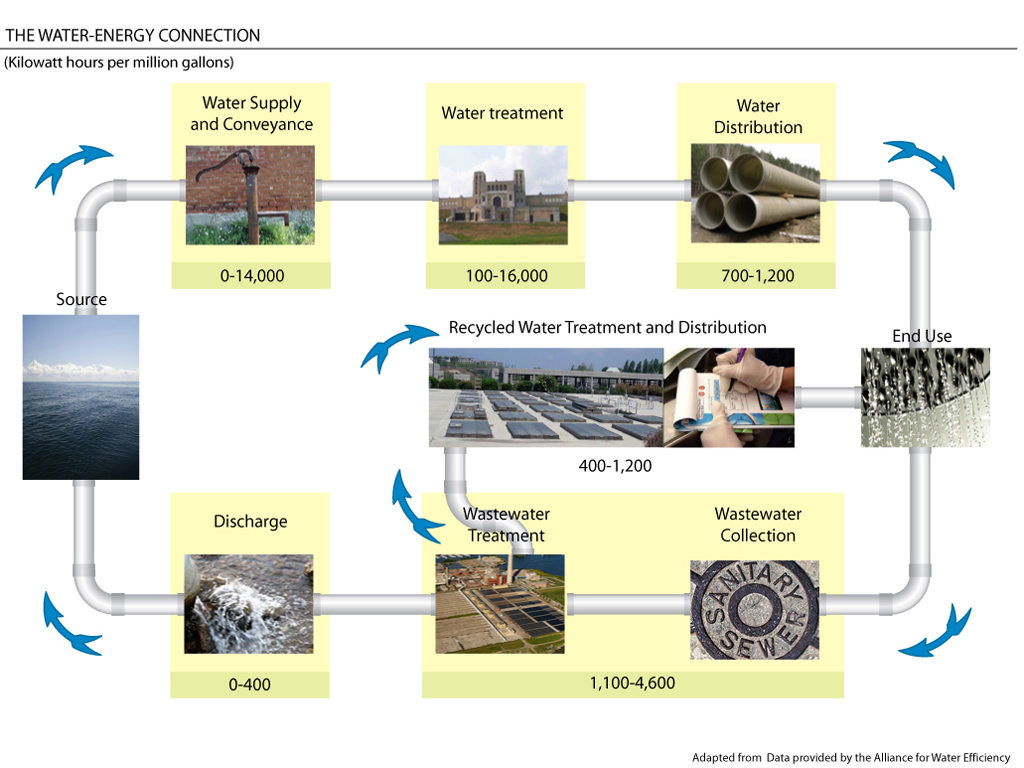 THE WATER-ENERGY CONNECTION
(Kilowatt hours per million gallons)
Water Supply
and Conveyance
0-14,000
Water treatment
100-16,000
Water
Distribution
700-1,200
Source
Recycled Water Treatment and Distribution
400-1,200
End Use
Discharge
0-400
Wastewater
Treatment
Wastewater
Collection
SANITARY
SEWER
1,100-4,600
Adapted from Data provided by the Alliance for Water Efficiency